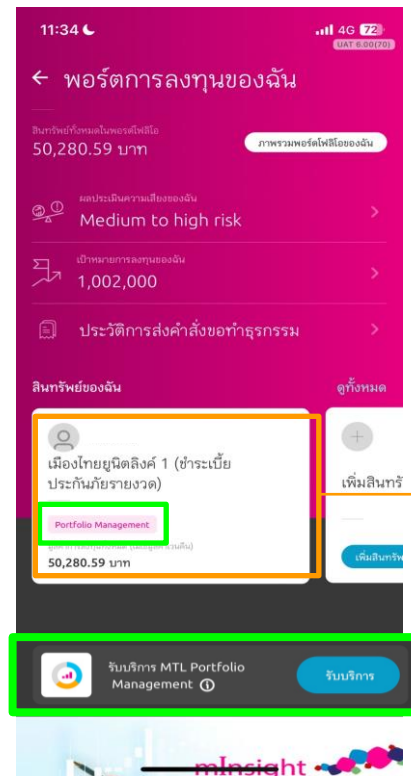 11:34
4G 72
UAT 6.00(70)
← พอร์ตการลงทุนของฉัน
สินทรัพย์ทั้งหมดในพอร์ตโฟลิโอ
50,280.59 บาท
ภาพรวมพอร์ตโฟลิโอของฉัน
ผลประเมินความเสี่ยงของฉัน
Medium to high risk
เป้าหมายการลงทุนของฉัน
1,002,000
ประวัติการส่งคำสั่งขอทำธุรกรรม
สินทรัพย์ของฉัน
ดูทั้งหมด
เมืองไทยยูนิตลิงค์ 1 (ชำระเบี้ย
ประกันภัยรายงวด)
Portfolio Management
50,280.59 บาท
เพิ่มสินทรั
เพิ่มสินทรัพ
รับบริการ MTL Portfolio
Management
รับบริการ
mInsight